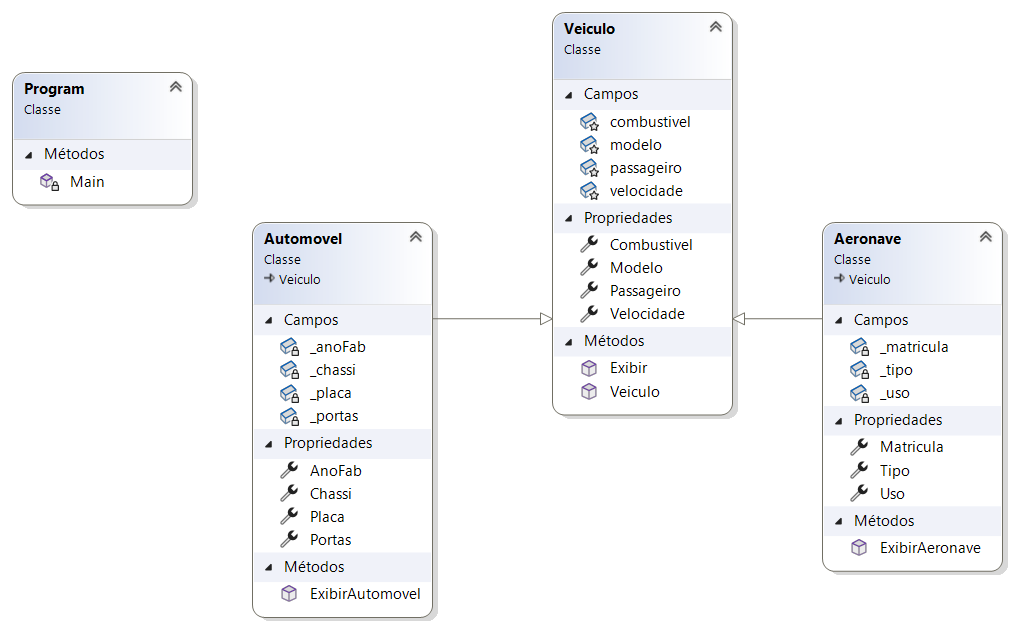 Program
Classe
Métodos
Main
Automovel
Classe
Veiculo
Campos
_anoFab
_chassi
_placa
_portas
Propriedades
AnoFab
Chassi
Placa
Portas
Métodos
ExibirAutomovel
Veiculo
Classe
Campos
combustivel
modelo
passageiro
velocidade
Propriedades
Combustivel
Modelo
Passageiro
Velocidade
Métodos
Exibir
Veiculo
Aeronave
Classe
Veiculo
Campos
_matricula
_tipo
_uso
Propriedades
Matricula
Tipo
Uso
Métodos
ExibirAeronave